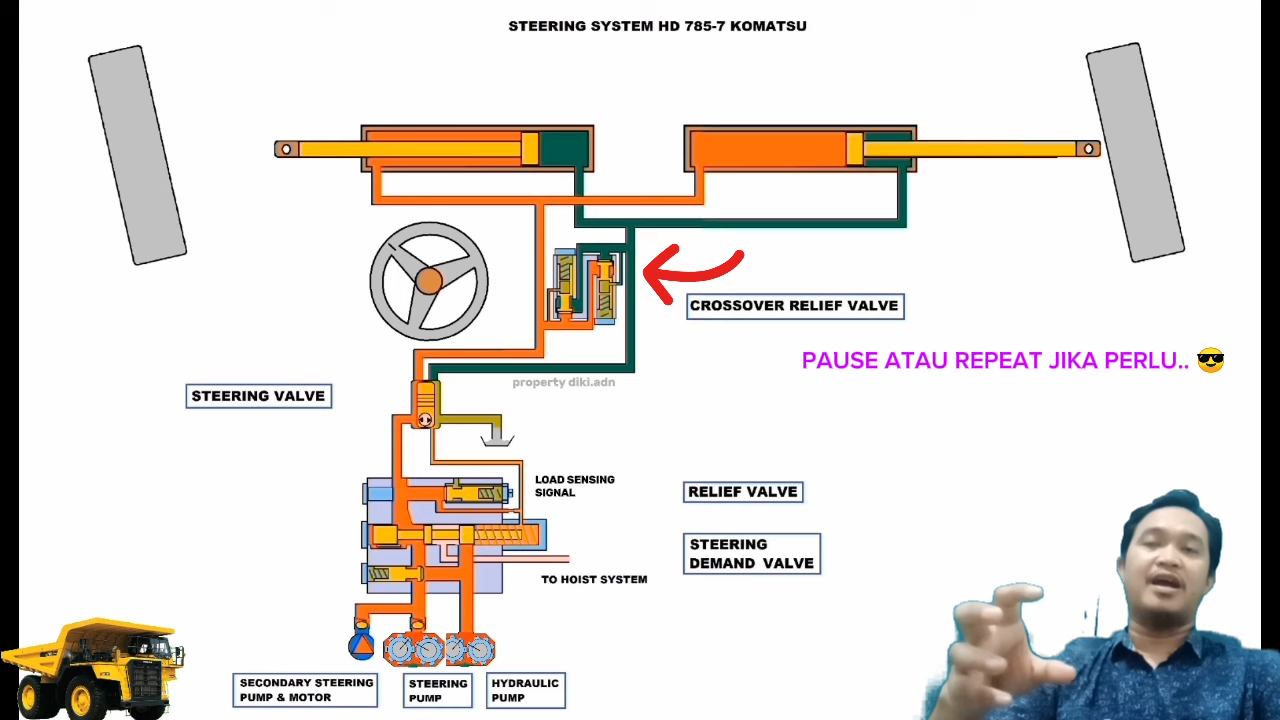 STEERING SYSTEM HD 785-7 KOMATSU
CROSSOVER RELIEF VALVE
PAUSE ATAU REPEAT JIKA PERLU.. 😎
property diki.adn
STEERING VALVE
LOAD SENSING
SIGNAL
RELIEF VALVE
STEERING
DEMAND VALVE
TO HOIST SYSTEM
SECONDARY STEERING
PUMP & MOTOR
STEERING
PUMP
HYDRAULIC
PUMP